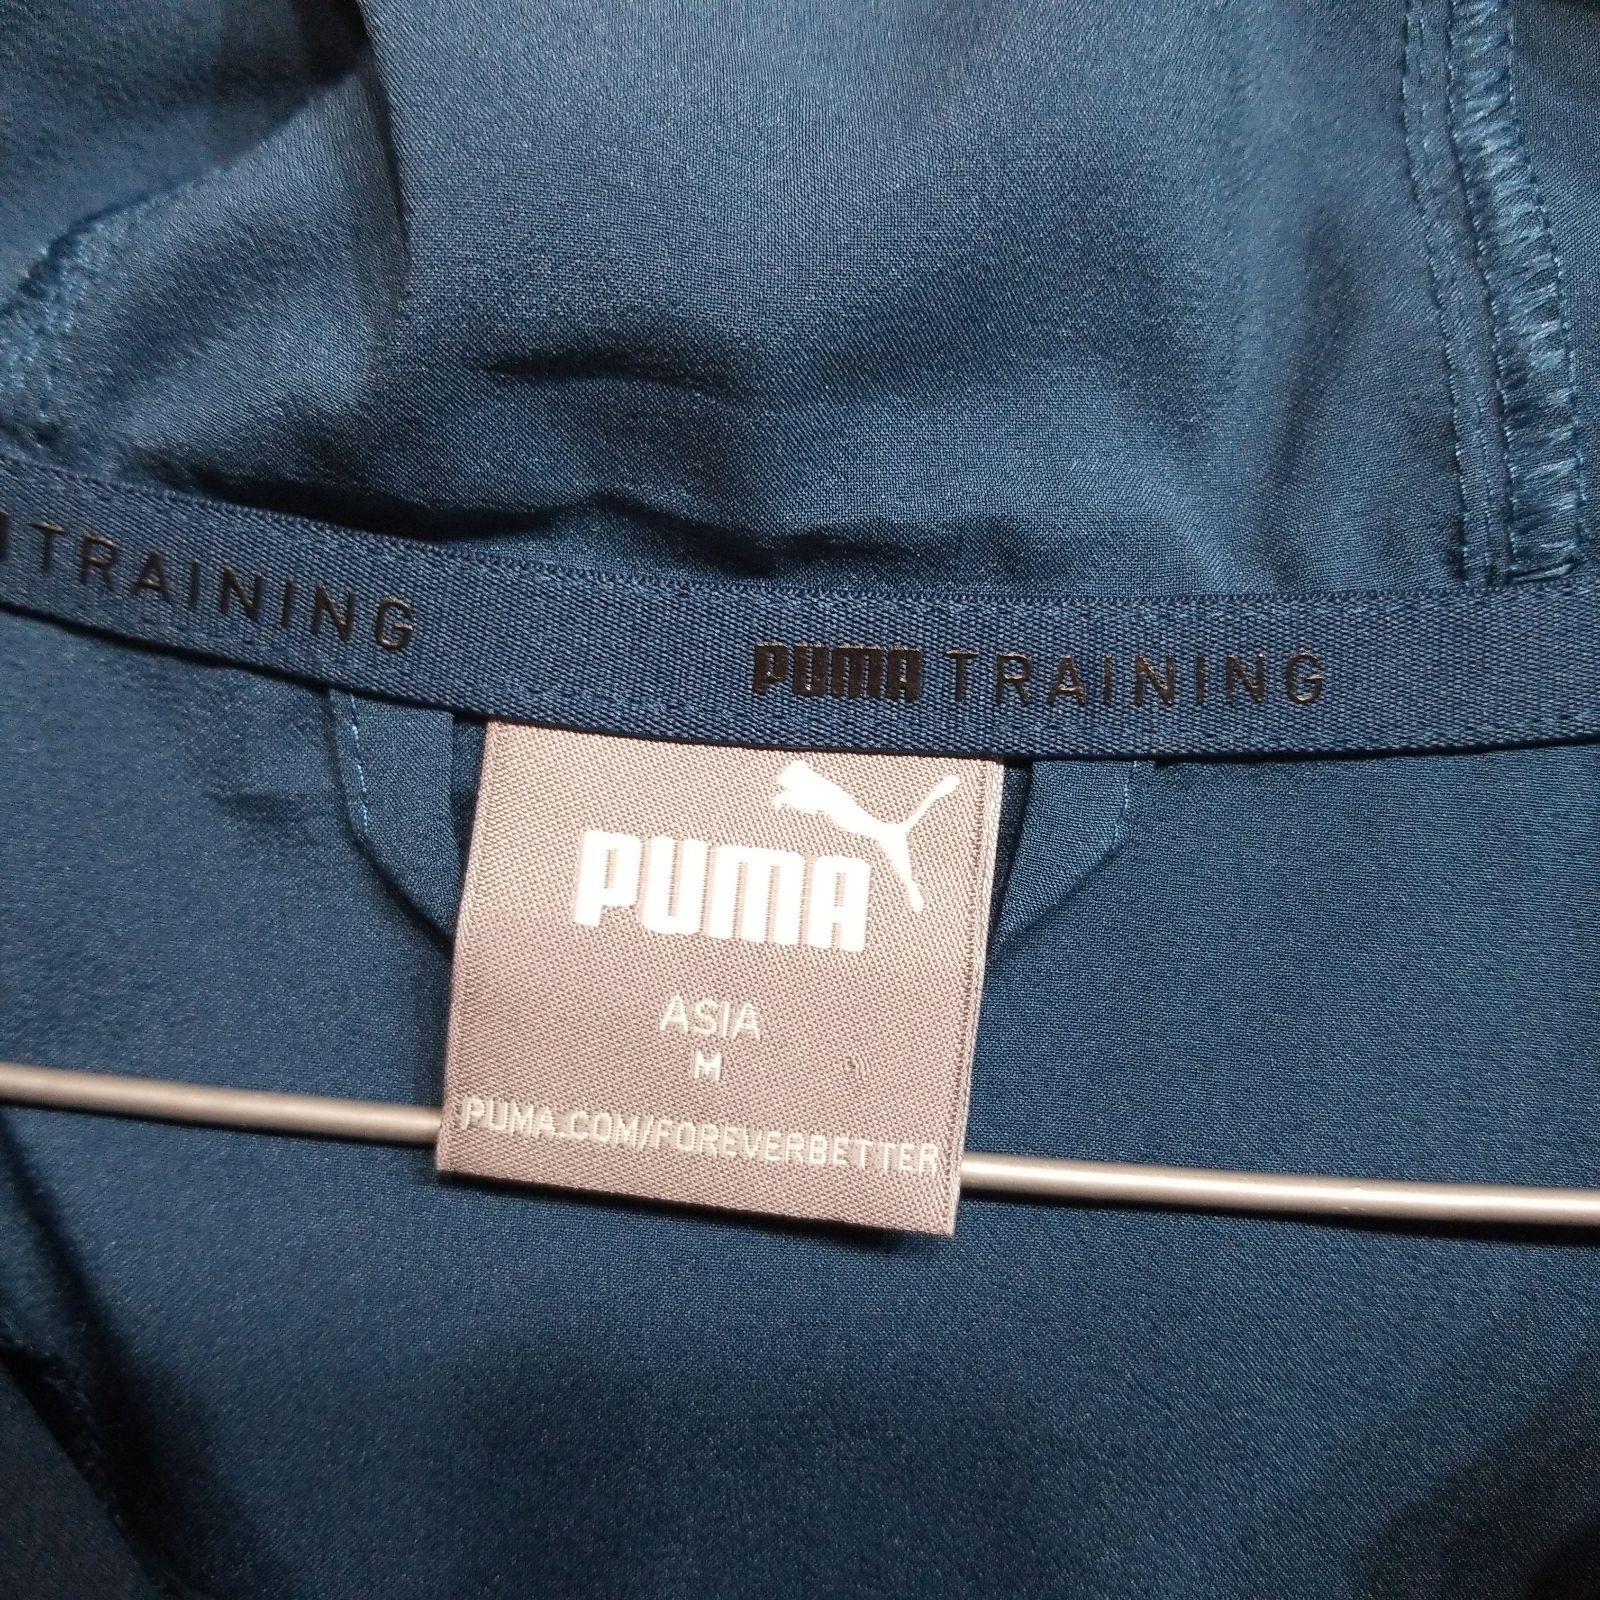 TRAINING
PUMA TRAINING
PUMA
ASIA
M
PUMA.COM/FOREVERBETTER